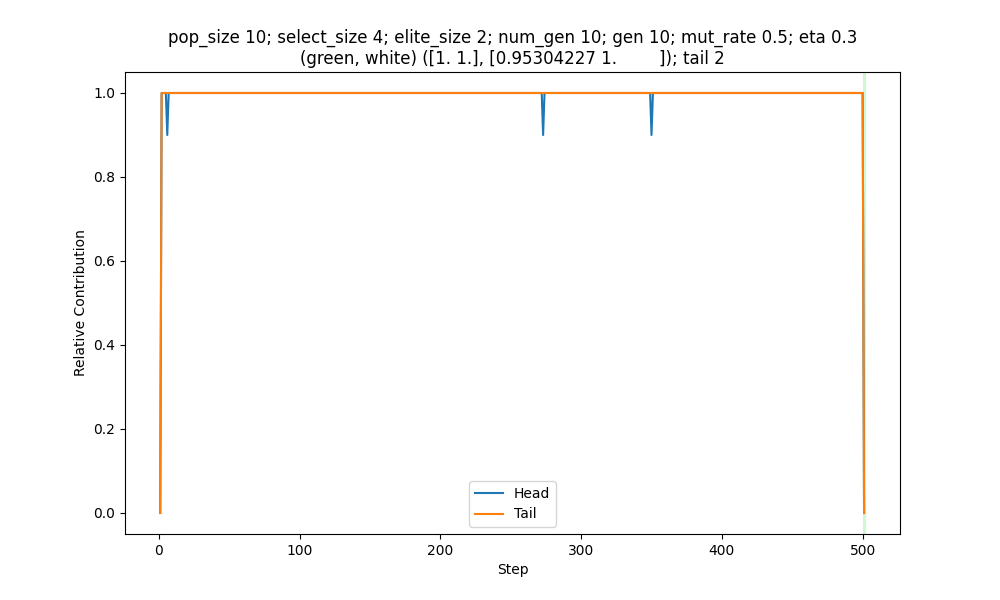 pop_size 10; select_size 4; elite_size 2; num_gen 10; gen 10; mut_rate 0.5; eta 0.3
(green, white) ([1. 1.], [0.95304227 1.        ]); tail 2
1.0
0.8
0.6
0.4
0.2
0.0
Relative Contribution
Head
Tail
0
100
200
300
400
500
Step